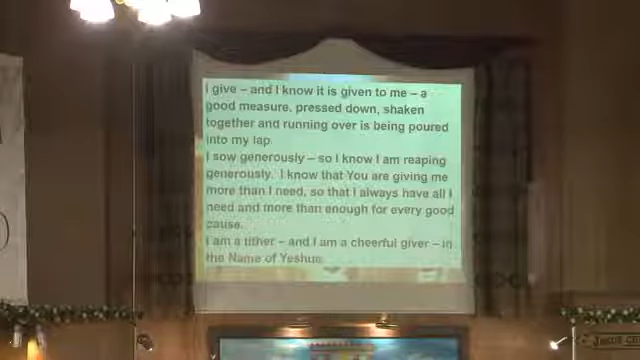 I give – and I know it is given to me – a
good measure, pressed down, shaken
together and running over is being poured
into my lap.
I sow generously – so I know I am reaping
generously. I know that You are giving me
more than I need, so that I always have all I
need and more than enough for every good
cause.
I am a tither – and I am a cheerful giver – in
the Name of Yeshua.